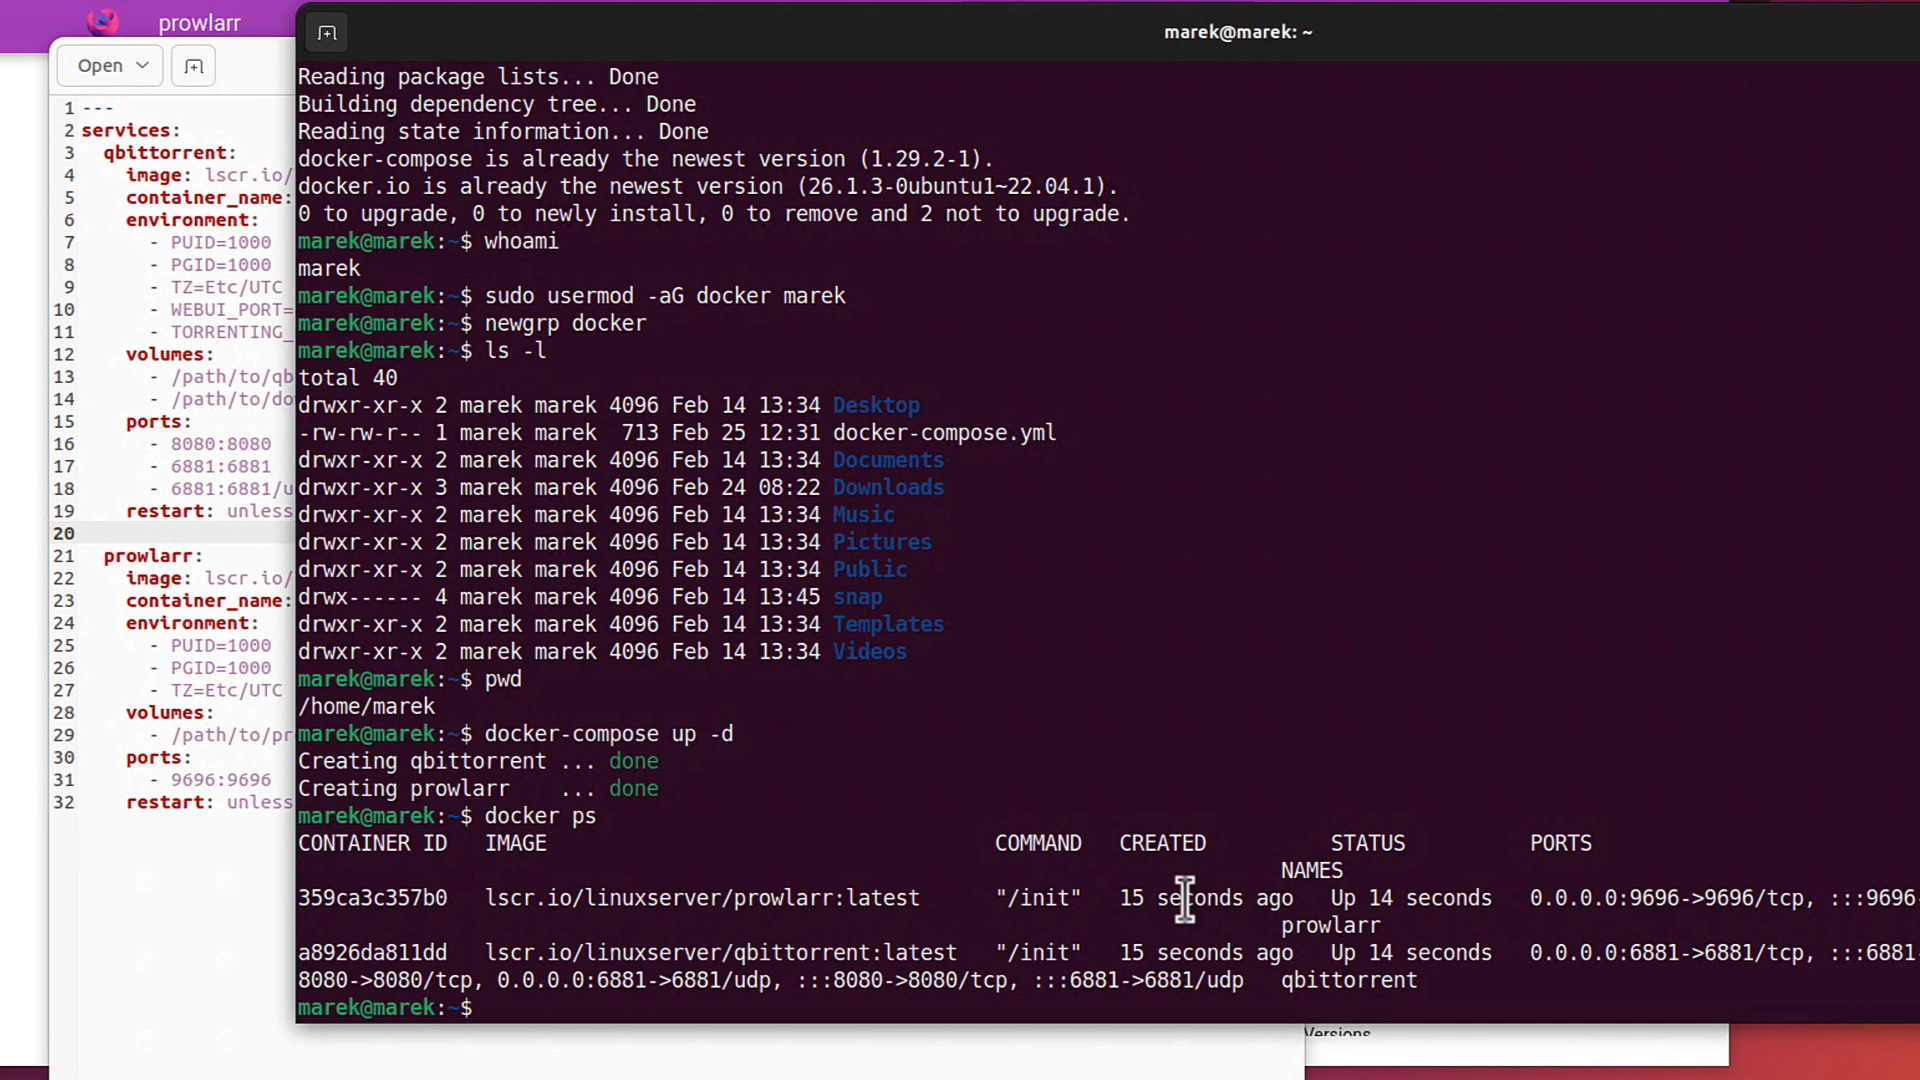 prowlarr
Open
1 ---
2 services:
3 qbittorrent:
4 image: lscr.io/
5 container_name:
6 environment:
7 - PUID=1000
8 - PGID=1000
9 - TZ=Etc/UTC
10 - WEBUI_PORT=
11 - TORRENTING_
12 volumes:
13 - /path/to/qb
14 - /path/to/do
15 ports:
16 - 8080:8080
17 - 6881:6881
18 - 6881:6881/u
19 restart: unless
20
21 prowlarr:
22 image: lscr.io/
23 container_name:
24 environment:
25 - PUID=1000
26 - PGID=1000
27 - TZ=Etc/UTC
28 volumes:
29 - /path/to/pr
30 ports:
31 - 9696:9696
32 restart: unless
marek@marek: ~
Reading package lists... Done
Building dependency tree... Done
Reading state information... Done
docker-compose is already the newest version (1.29.2-1).
docker.io is already the newest version (26.1.3-0ubuntu1~22.04.1).
0 to upgrade, 0 to newly install, 0 to remove and 2 not to upgrade.
marek@marek:~$ whoami
marek
marek@marek:~$ sudo usermod -aG docker marek
marek@marek:~$ newgrp docker
marek@marek:~$ ls -l
total 40
drwxr-xr-x 2 marek marek 4096 Feb 14 13:34 Desktop
-rw-rw-r-- 1 marek marek  713 Feb 25 12:31 docker-compose.yml
drwxr-xr-x 2 marek marek 4096 Feb 14 13:34 Documents
drwxr-xr-x 3 marek marek 4096 Feb 24 08:22 Downloads
drwxr-xr-x 2 marek marek 4096 Feb 14 13:34 Music
drwxr-xr-x 2 marek marek 4096 Feb 14 13:34 Pictures
drwxr-xr-x 2 marek marek 4096 Feb 14 13:34 Public
drwx------ 4 marek marek 4096 Feb 14 13:45 snap
drwxr-xr-x 2 marek marek 4096 Feb 14 13:34 Templates
drwxr-xr-x 2 marek marek 4096 Feb 14 13:34 Videos
marek@marek:~$ pwd
/home/marek
marek@marek:~$ docker-compose up -d
Creating qbittorrent ... done
Creating prowlarr    ... done
marek@marek:~$ docker ps
CONTAINER ID   IMAGE                                    COMMAND   CREATED          STATUS          PORTS
NAMES
359ca3c357b0   lscr.io/linuxserver/prowlarr:latest      "/init"   15 seconds ago   Up 14 seconds   0.0.0.0:9696->9696/tcp, :::9696-
prowlarr
a8926da811dd   lscr.io/linuxserver/qbittorrent:latest   "/init"   15 seconds ago   Up 14 seconds   0.0.0.0:6881->6881/tcp, :::6881-
8080->8080/tcp, 0.0.0.0:6881->6881/udp, :::8080->8080/tcp, :::6881->6881/udp   qbittorrent
marek@marek:~$
Versions